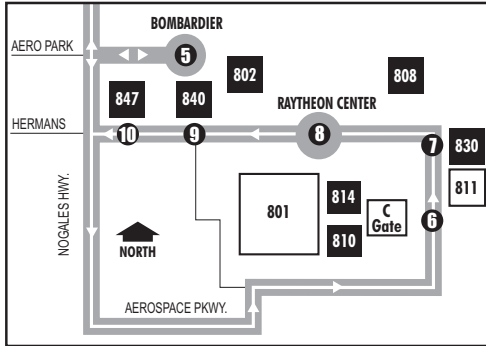 BOMBARDIER
AERO PARK
5
802
808
847
840
RAYTHEON CENTER
HERMANS
10
9
8
7
830
811
801
814
C
Gate
6
810
NOGALES HWY.
NORTH
AEROSPACE PKWY.